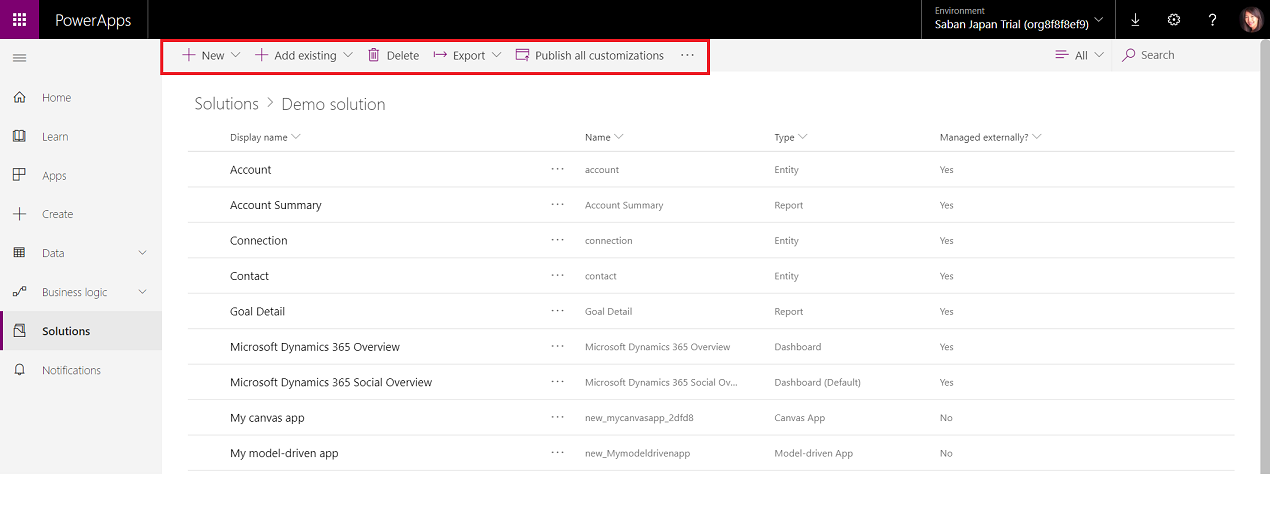 PowerApps
Environment
Saban Japan Trial (org8f8f8ef9)
?
New Add existing Delete Export Publish all customizations ···
All Search
Home
Learn
Apps
Create
Data
Business logic
Solutions
Notifications
Solutions > Demo solution
Display name Name Type Managed externally?
Account ··· account Entity Yes
Account Summary ··· Account Summary Report Yes
Connection ··· connection Entity Yes
Contact ··· contact Entity Yes
Goal Detail ··· Goal Detail Report Yes
Microsoft Dynamics 365 Overview ··· Microsoft Dynamics 365 Overview Dashboard Yes
Microsoft Dynamics 365 Social Overview ··· Microsoft Dynamics 365 Social Ov... Dashboard (Default) Yes
My canvas app ··· new_mycanvasapp_2dfd8 Canvas App No
My model-driven app ··· new_Mymodeldrivenapp Model-driven App No